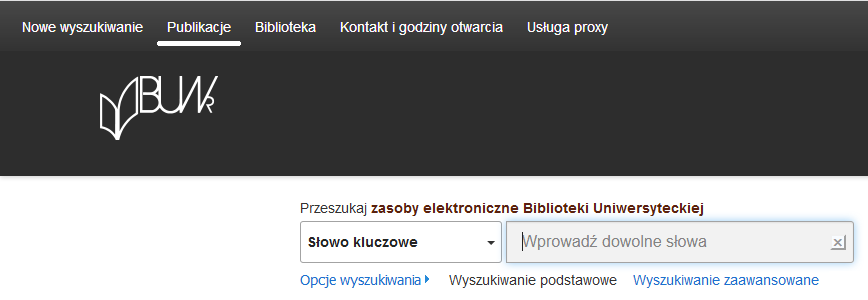 Nowe wyszukiwanie Publikacje Biblioteka Kontakt i godziny otwarcia Usługa proxy
BUWR
Przeszukaj zasoby elektroniczne Biblioteki Uniwersyteckiej
Słowo kluczowe Wprowadź dowolne słowa
Opcje wyszukiwania Wyszukiwanie podstawowe Wyszukiwanie zaawansowane